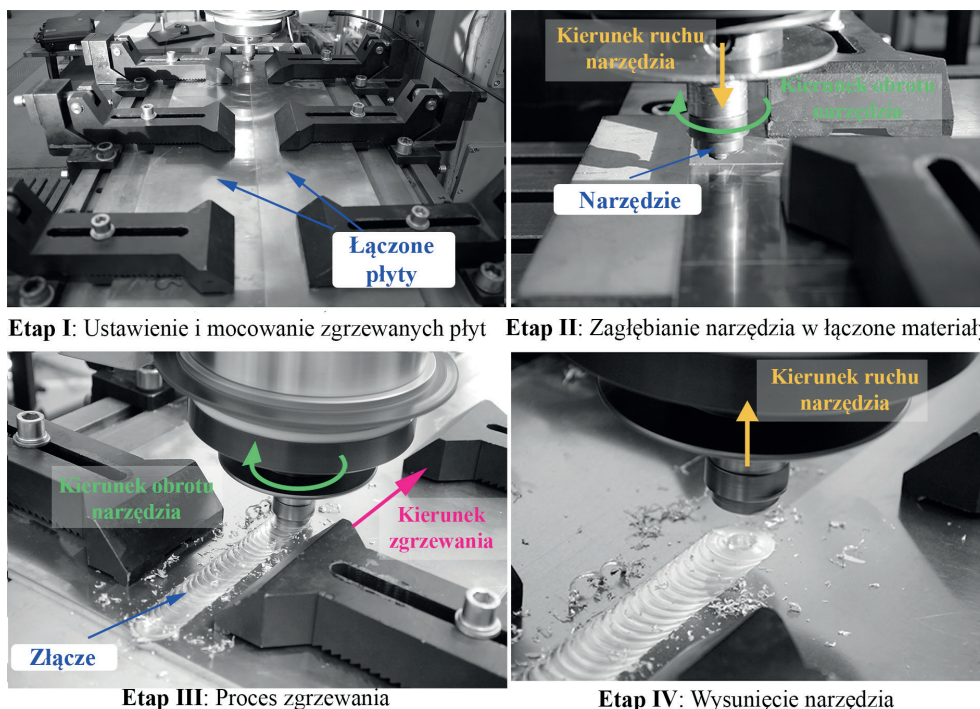 Łączone
płyty
Etap I: Ustawienie i mocowanie zgrzewanych płyt
Kierunek ruchu
narzędzia
Kierunek obrotu
narzędzia
Narzędzie
Etap II: Zagłębianie narzędzia w łączone materiały
Kierunek obrotu
narzędzia
Kierunek
zgrzewania
Złącze
Etap III: Proces zgrzewania
Kierunek ruchu
narzędzia
Etap IV: Wysunięcie narzędzia